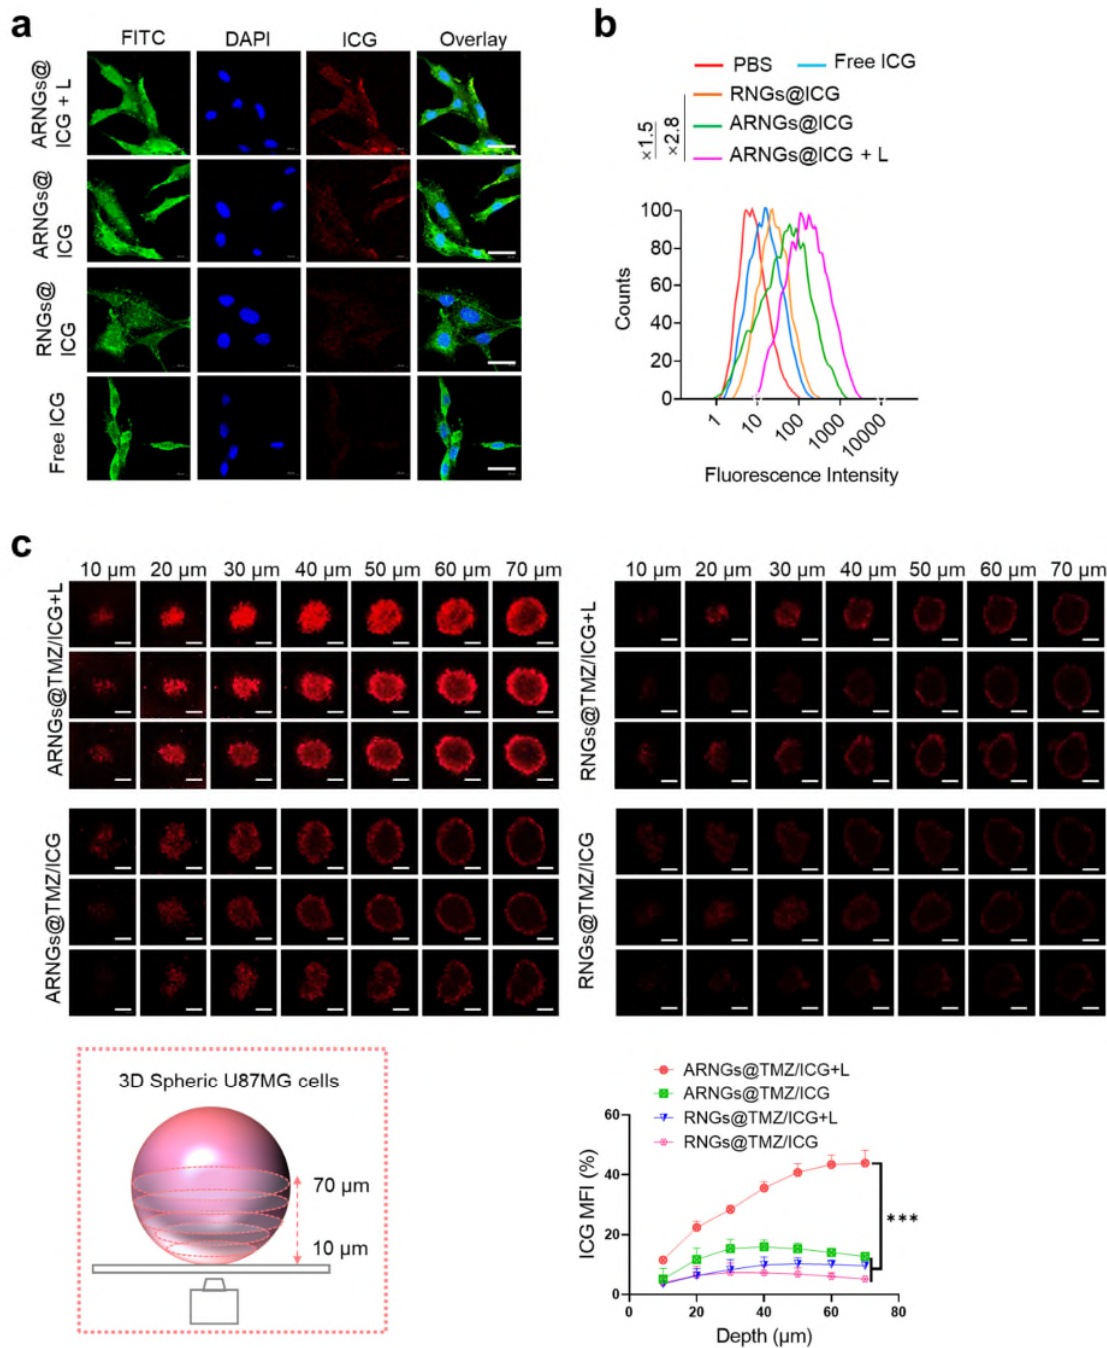 a
FITC DAPI ICG Overlay
ARNGs@
ICG + L
ARNGs@
ICG
RNGs@
ICG
Free ICG
b
PBS Free ICG
RNGs@ICG
ARNGs@ICG
ARNGs@ICG + L
×1.5
×2.8
100
80
60
40
20
0
Counts
1 10 100 1000 10000
Fluorescence Intensity
c
10 µm 20 µm 30 µm 40 µm 50 µm 60 µm 70 µm
ARNGs@TMZ/ICG+L
ARNGs@TMZ/ICG
10 µm 20 µm 30 µm 40 µm 50 µm 60 µm 70 µm
RNGs@TMZ/ICG+L
RNGs@TMZ/ICG
3D Spheric U87MG cells
70 µm
10 µm
ARNGs@TMZ/ICG+L
ARNGs@TMZ/ICG
RNGs@TMZ/ICG+L
RNGs@TMZ/ICG
60
40
20
0
ICG MFI (%)
***
0 20 40 60 80
Depth (µm)